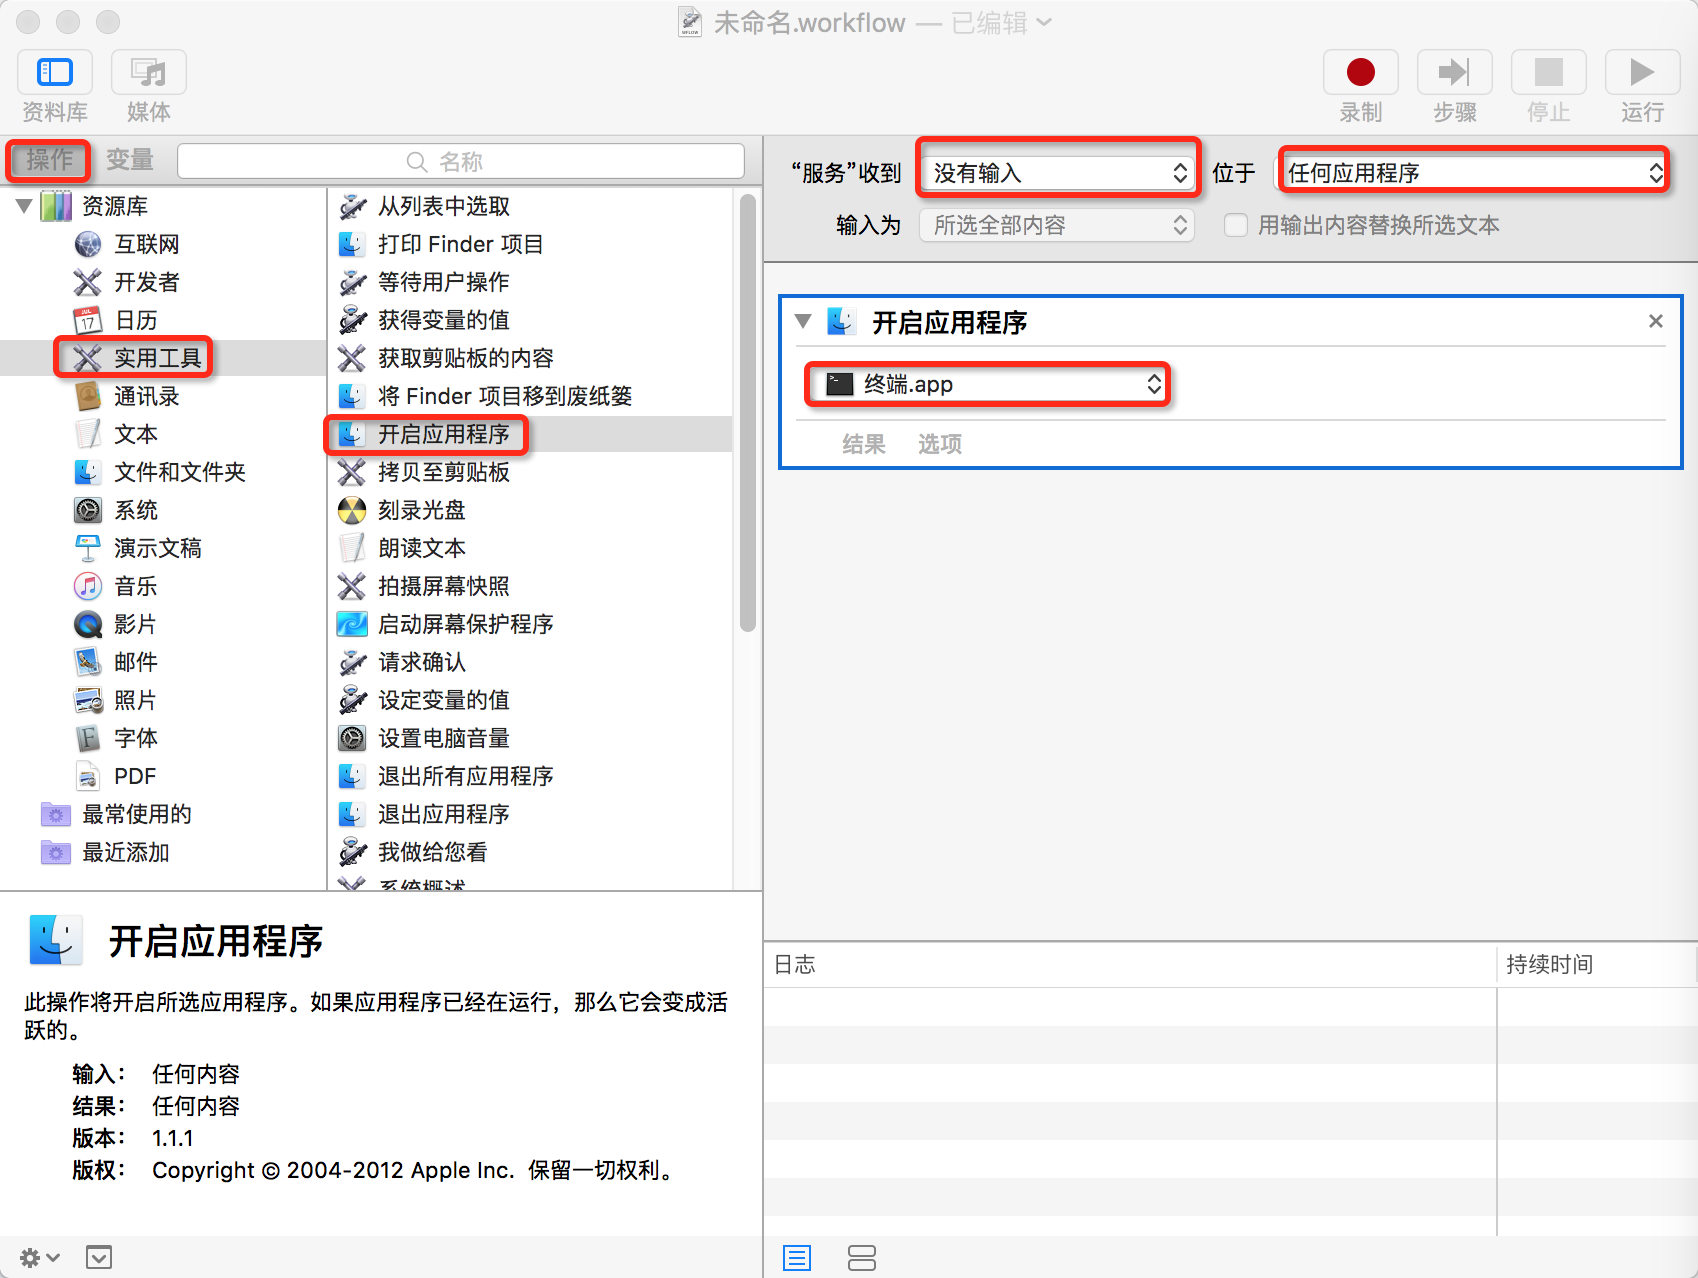 未命名.workflow — 已编辑
资料库
媒体
录制
步骤
停止
运行
操作
变量
名称
资源库
互联网
开发者
JUL
17
日历
实用工具
通讯录
文本
文件和文件夹
系统
演示文稿
音乐
影片
邮件
照片
字体
PDF
最常使用的
最近添加
从列表中选取
打印 Finder 项目
等待用户操作
获得变量的值
获取剪贴板的内容
将 Finder 项目移到废纸篓
开启应用程序
拷贝至剪贴板
刻录光盘
朗读文本
拍摄屏幕快照
启动屏幕保护程序
请求确认
设定变量的值
设置电脑音量
退出所有应用程序
退出应用程序
我做给您看
系统概述
“服务”收到 没有输入 位于 任何应用程序
输入为 所选全部内容 用输出内容替换所选文本
开启应用程序
终端.app
结果 选项
日志 持续时间
开启应用程序
此操作将开启所选应用程序。如果应用程序已经在运行，那么它会变成活
跃的。
输入： 任何内容
结果： 任何内容
版本： 1.1.1
版权： Copyright © 2004-2012 Apple Inc. 保留一切权利。